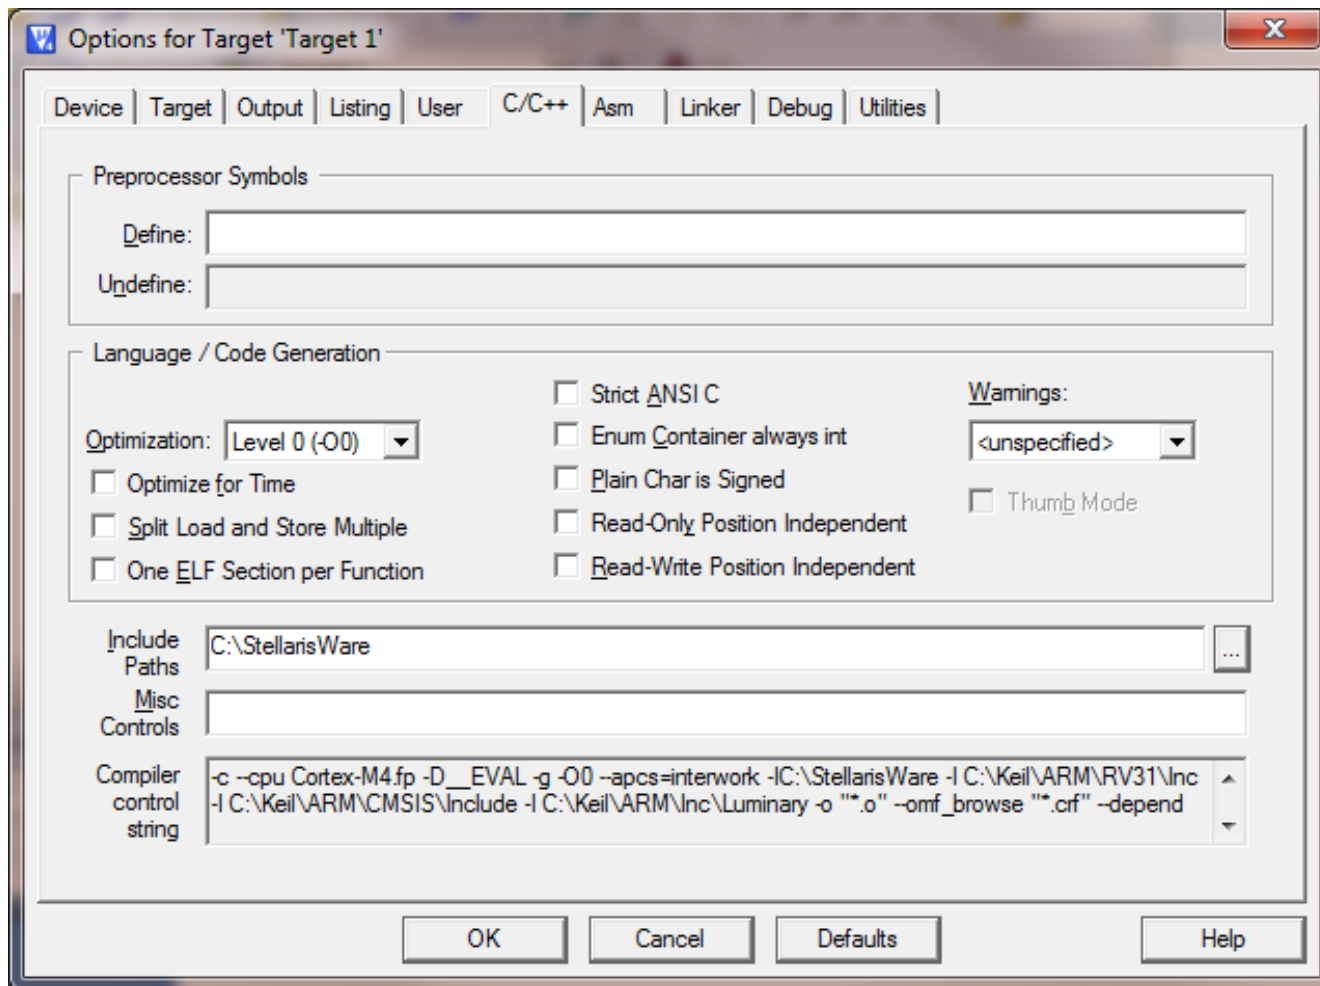 Options for Target 'Target 1'
Device Target Output Listing User C/C++ Asm Linker Debug Utilities
Preprocessor Symbols
Define:
Undefine:
Language / Code Generation
Strict ANSI C
Warnings:
Optimization: Level 0 (-O0)
Enum Container always int
<unspecified>
Optimize for Time
Plain Char is Signed
Thumb Mode
Split Load and Store Multiple
Read-Only Position Independent
One ELF Section per Function
Read-Write Position Independent
Include
Paths
C:\StellarisWare
...
Misc
Controls
Compiler
control
string
-c --cpu Cortex-M4.fp -D__EVAL -g -O0 --apcs=interwork -IC:\StellarisWare -I C:\Keil\ARM\RV31\Inc
-I C:\Keil\ARM\CMSIS\Include -I C:\Keil\ARM\Inc\Luminary -o "*.o" --omf_browse "*.crf" --depend
OK Cancel Defaults Help